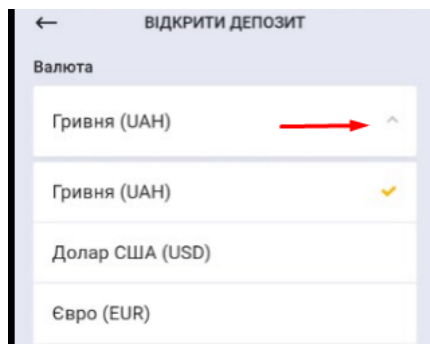 ВІДКРИТИ ДЕПОЗИТ
Валюта
Гривня (UAH)
Гривня (UAH)
Долар США (USD)
Євро (EUR)